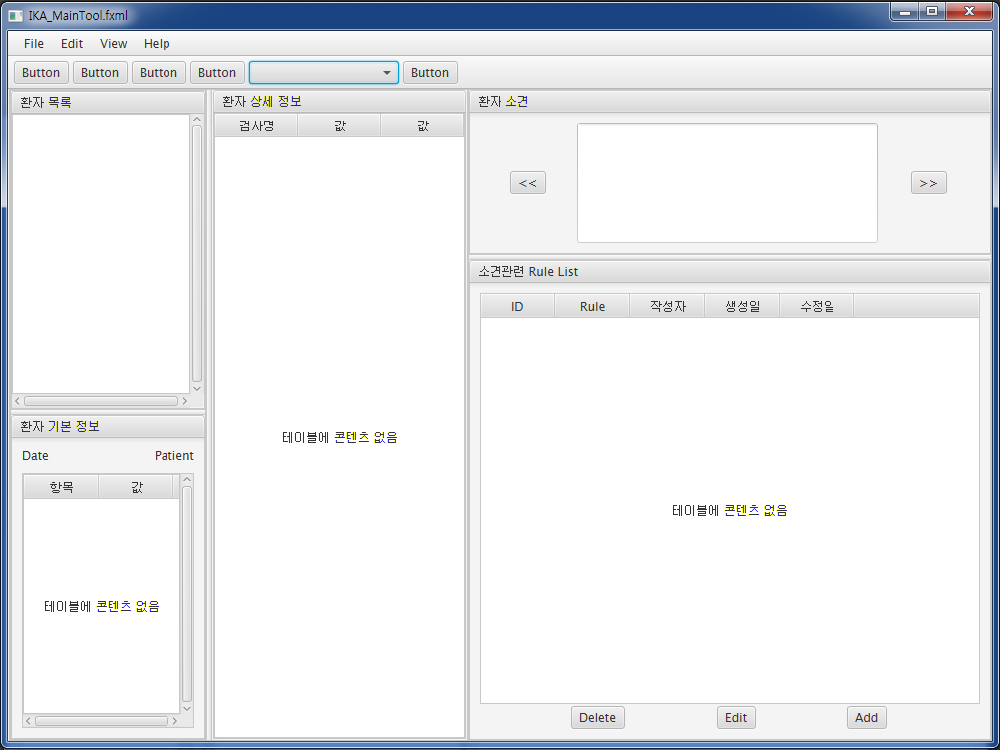 IKA_MainTool.fxml
File Edit View Help
Button Button Button Button Button
환자 목록
환자 기본 정보
Date Patient
항목 값
테이블에 콘텐츠 없음
환자 상세 정보
검사명 값 값
테이블에 콘텐츠 없음
환자 소견
<< >>
소견관련 Rule List
ID Rule 작성자 생성일 수정일
테이블에 콘텐츠 없음
Delete Edit Add